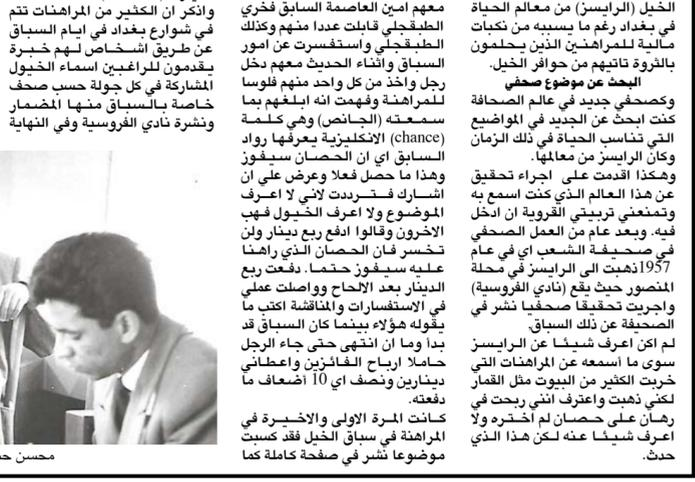 الخيل (الرايسز) من معالم الحياة
في بغداد رغم ما يسببه من نكبات
مالية للمراهنين الذين يحلمون
بالثروة تاتيهم من حوافر الخيل.
البحث عن موضوع صحفي
وكصحفي جديد في عالم الصحافة
كنت ابحث عن الجديد في المواضيع
التي تناسب الحياة في ذلك الزمان
وكان الرايسز من معالمها.
وهكذا اقدمت على اجراء تحقيق
عن هذا العالم الذي كنت اسمع به
وتمنعني تربيتي القروية ان ادخل
فيه. وبعد عام من العمل الصحفي
في صحيفة الشعب اي في عام
1957ذهبت الى الرايسز في محلة
المنصور حيث يقع (نادي الفروسية)
واجريت تحقيقا صحفيا نشر في
الصحيفة عن ذلك السباق.
لم اكن اعرف شيئا عن الرايسز
سوى ما أسمعه عن المراهنات التي
خربت الكثير من البيوت مثل القمار
لكني ذهبت واعترف انني ربحت في
رهان على حصان لم اختره ولا
اعرف شيئا عنه لكن هذا الذي
حدث.
معهم امين العاصمة السابق فخري
الطبقجلي قابلت عددا منهم وكذلك
الطبقجلي واستفسرت عن امور
السباق واثناء الحديث معهم دخل
رجل واخذ من كل واحد منهم فلوسا
للمراهنة وفهمت انه ابلغهم بما
سمعته (الجانص) وهي كلمة
(chance) الانكليزية يعرفها رواد
السابق اي ان الحصان سيفوز
وهذا ما حصل فعلا وعرض علي ان
اشارك فترددت لاني لا اعرف
الموضوع ولا اعرف الخيول فهب
الاخرون وقالوا ادفع ربع دينار ولن
تخسر فان الحصان الذي راهنا
عليه سيفوز حتما. دفعت ربع
الدينار بعد الالحاح وواصلت عملي
في الاستفسارات والمناقشة اكتب ما
يقوله هؤلاء بينما كان السباق قد
بدأ وما ان انتهى حتى جاء الرجل
حاملا ارباح الفائزين واعطاني
دينارين ونصف اي 10 أضعاف ما
دفعته.
كانت المرة الاولى والاخيرة في
المراهنة في سباق الخيل فقد كسبت
موضوعا نشر في صفحة كاملة كما
واذكر ان الكثير من المراهنات تتم
في شوارع بغداد في ايام السباق
عن طريق اشخاص لهم خبرة
يقدمون للراغبين اسماء الخيول
المشاركة في كل جولة حسب صحف
خاصة بالسباق منها المضمار
ونشرة نادي الفروسية وفي النهاية
محسن